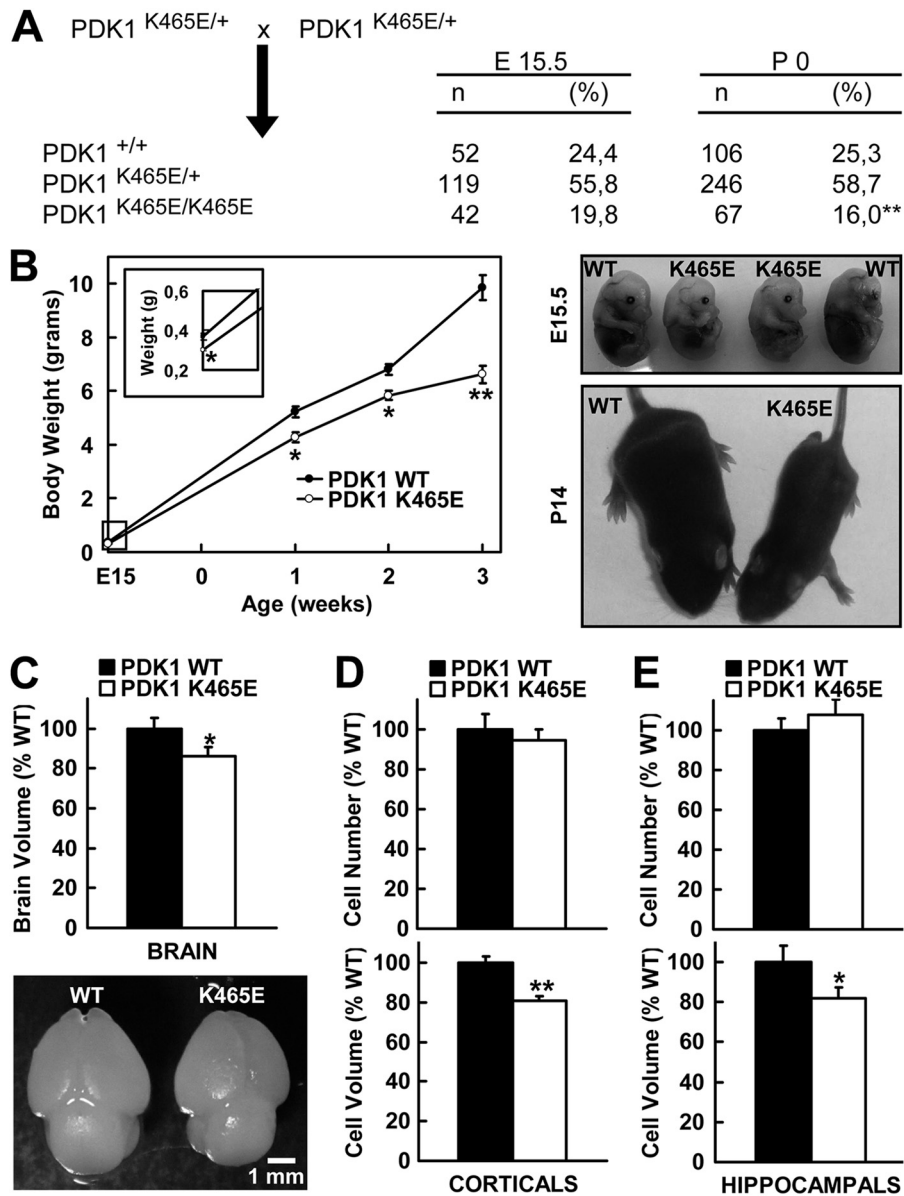 A
PDK1 K465E/+ x PDK1 K465E/+
E 15.5 P 0
n (%) n (%)
PDK1 +/+ 52 24,4 106 25,3
PDK1 K465E/+ 119 55,8 246 58,7
PDK1 K465E/K465E 42 19,8 67 16,0**
B
Body Weight (grams)
10
8
6
4
2
0
Weight (g)
0,6
0,4
0,2
*
* * **
PDK1 WT
PDK1 K465E
E15 0 1 2 3
Age (weeks)
E15.5
WT K465E K465E WT
P14
WT K465E
C
PDK1 WT
PDK1 K465E
Brain Volume (% WT)
100
80
60
40
20
0
*
BRAIN
WT K465E
1 mm
D
PDK1 WT
PDK1 K465E
Cell Number (% WT)
100
80
60
40
20
0
Cell Volume (% WT)
100
80
60
40
20
0
**
CORTICALS
E
PDK1 WT
PDK1 K465E
Cell Number (% WT)
100
80
60
40
20
0
Cell Volume (% WT)
100
80
60
40
20
0
*
HIPPOCAMPALS